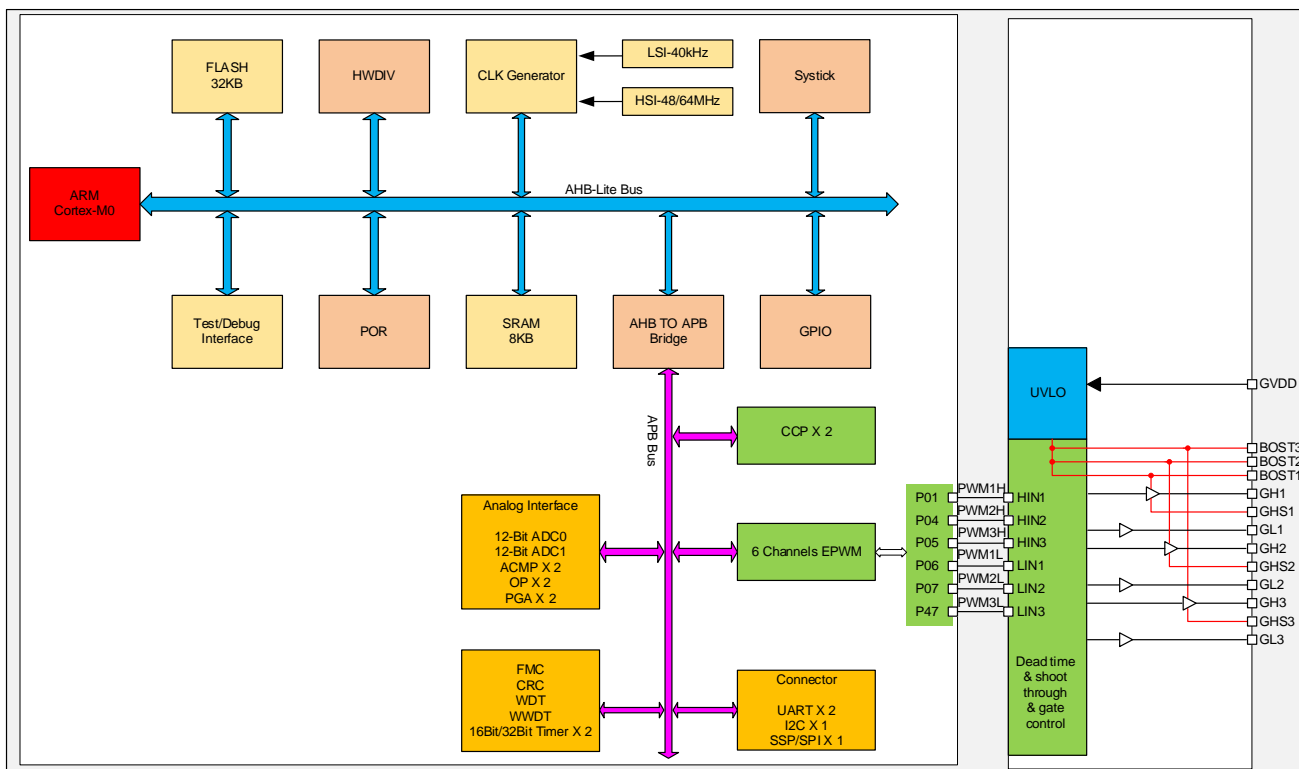 FLASH
32KB
HWDIV
CLK Generator
LSI-40kHz
HSI-48/64MHz
Systick
ARM
Cortex-M0
AHB-Lite Bus
Test/Debug
Interface
POR
SRAM
8KB
AHB TO APB
Bridge
GPIO
APB Bus
CCP X 2
Analog Interface
12-Bit ADC0
12-Bit ADC1
ACMP X 2
OP X 2
PGA X 2
6 Channels EPWM
FMC
CRC
WDT
WWDT
16Bit/32Bit Timer X 2
Connector
UART X 2
I2C X 1
SSP/SPI X 1
P01
P04
P05
P06
P07
P47
PWM1H
PWM2H
PWM3H
PWM1L
PWM2L
PWM3L
HIN1
HIN2
HIN3
LIN1
LIN2
LIN3
UVLO
Dead time
& shoot
through
& gate
control
GVDD
BOST3
BOST2
BOST1
GH1
GHS1
GL1
GH2
GHS2
GL2
GH3
GHS3
GL3